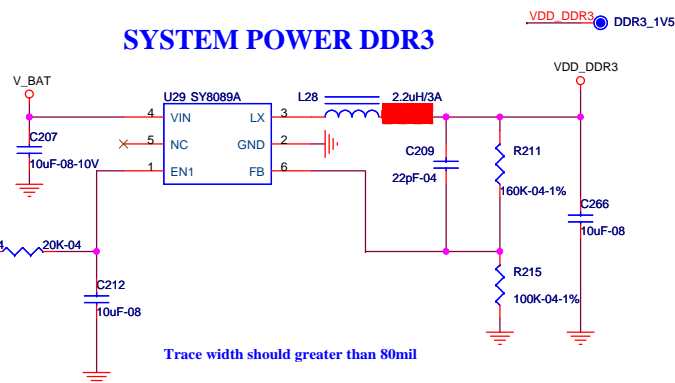 VDD_DDR3
DDR3_1V5
SYSTEM POWER DDR3
V_BAT
VDD_DDR3
U29 SY8089A
L28
2.2uH/3A
4
VIN
LX
3
C207
5
NC
GND
2
C209
R211
10uF-08-10V
1
EN1
FB
6
22pF-04
160K-04-1%
C266
10uF-08
4
20K-04
C212
R215
10uF-08
100K-04-1%
Trace width should greater than 80mil